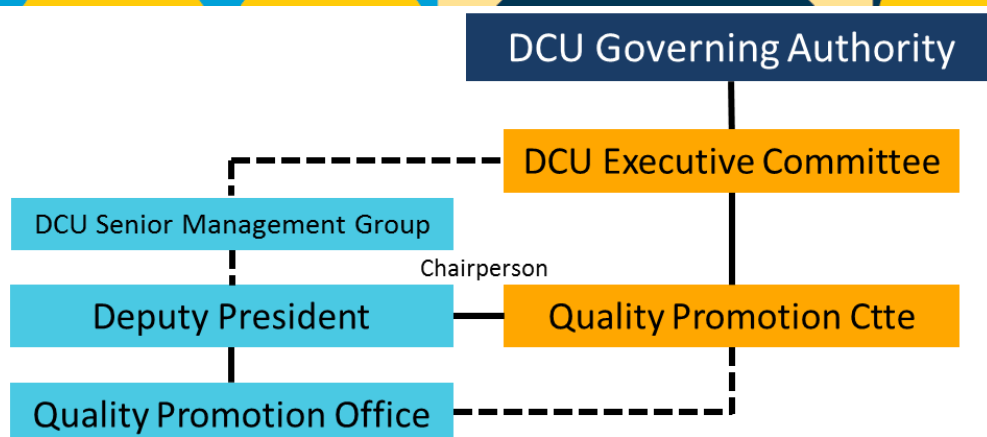 DCU Governing Authority
DCU Executive Committee
DCU Senior Management Group
Chairperson
Deputy President
Quality Promotion Ctte
Quality Promotion Office